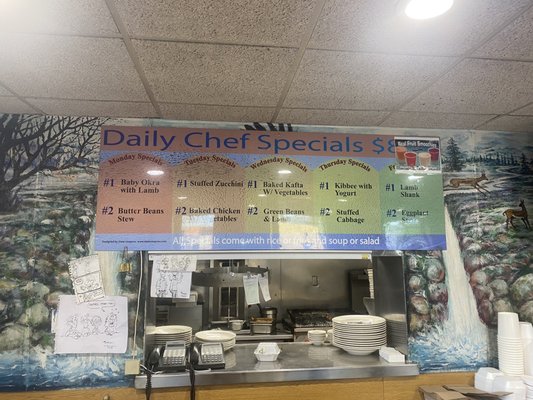 Daily Chef Specials $8
Real Fruit Smoothies
Monday Specials
#1 Baby Okra
with Lamb
#2 Butter Beans
Stew
Tuesday Specials
#1 Stuffed Zucchini
#2 Baked Chicken
W/ Vegetables
Wednesday Specials
#1 Baked Kafta
W/ Vegetables
#2 Green Beans
& Lamb
Thursday Specials
#1 Kibbee with
Yogurt
#2 Stuffed
Cabbage
#1 Lamb
Shank
#2 Eggplant
All Specials come with rice or fries and soup or salad